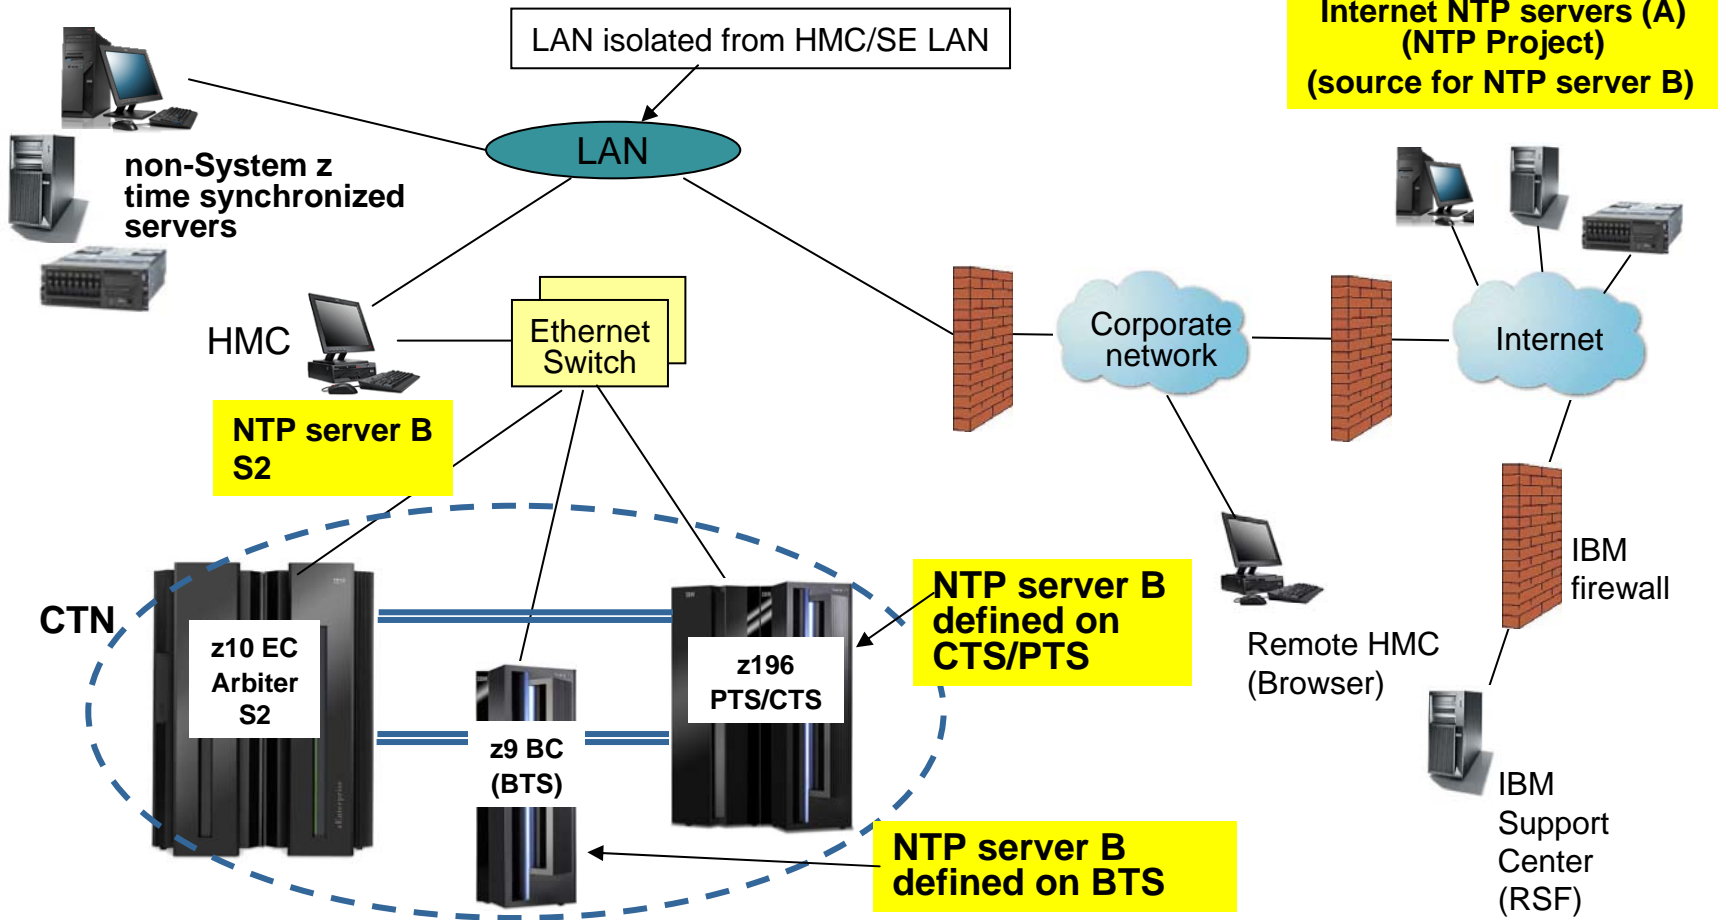 LAN isolated from HMC/SE LAN
Internet NTP servers (A)
(NTP Project)
(source for NTP server B)
LAN
non-System z
time synchronized
servers
HMC
Ethernet
Switch
Corporate
network
Internet
NTP server B
S2
CTN
z10 EC
Arbiter
S2
z9 BC
(BTS)
z196
PTS/CTS
NTP server B
defined on
CTS/PTS
NTP server B
defined on BTS
Remote HMC
(Browser)
IBM
firewall
IBM
Support
Center
(RSF)
zEnterprise